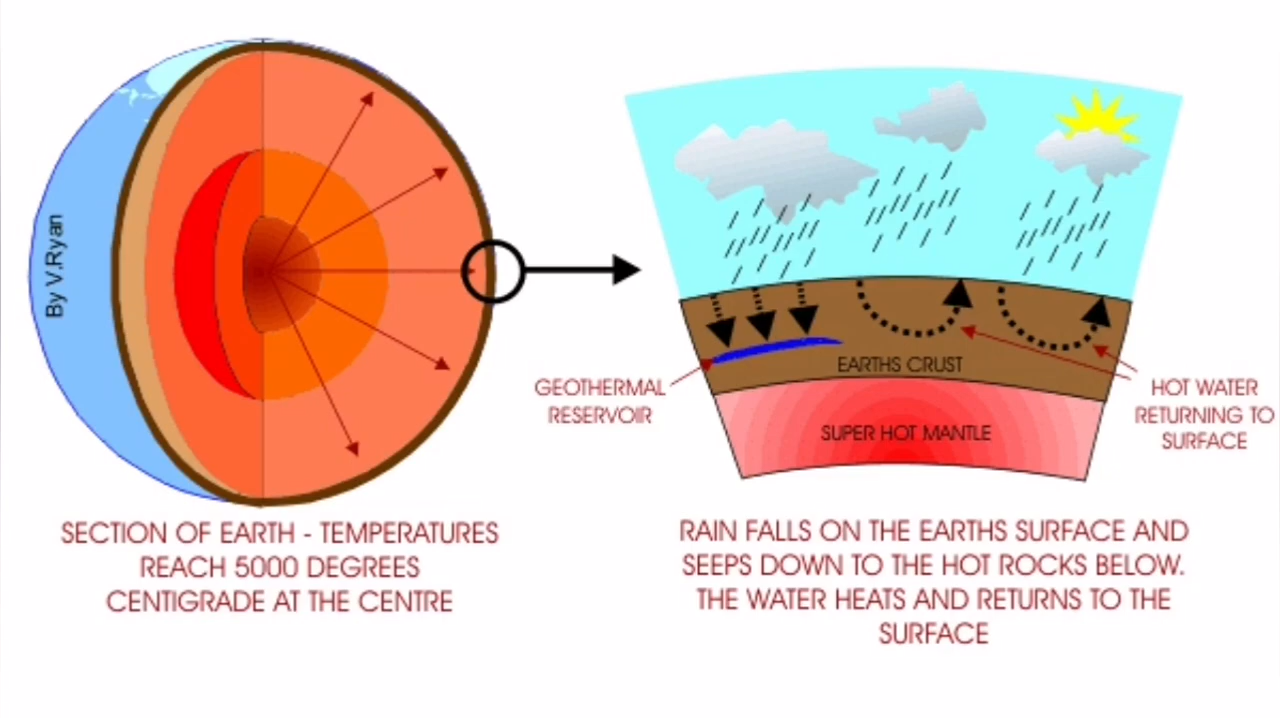 By V.Ryan
SECTION OF EARTH - TEMPERATURES
REACH 5000 DEGREES
CENTIGRADE AT THE CENTRE
GEOTHERMAL
RESERVOIR
EARTHS CRUST
SUPER HOT MANTLE
HOT WATER
RETURNING TO
SURFACE
RAIN FALLS ON THE EARTHS SURFACE AND
SEEPS DOWN TO THE HOT ROCKS BELOW.
THE WATER HEATS AND RETURNS TO THE
SURFACE